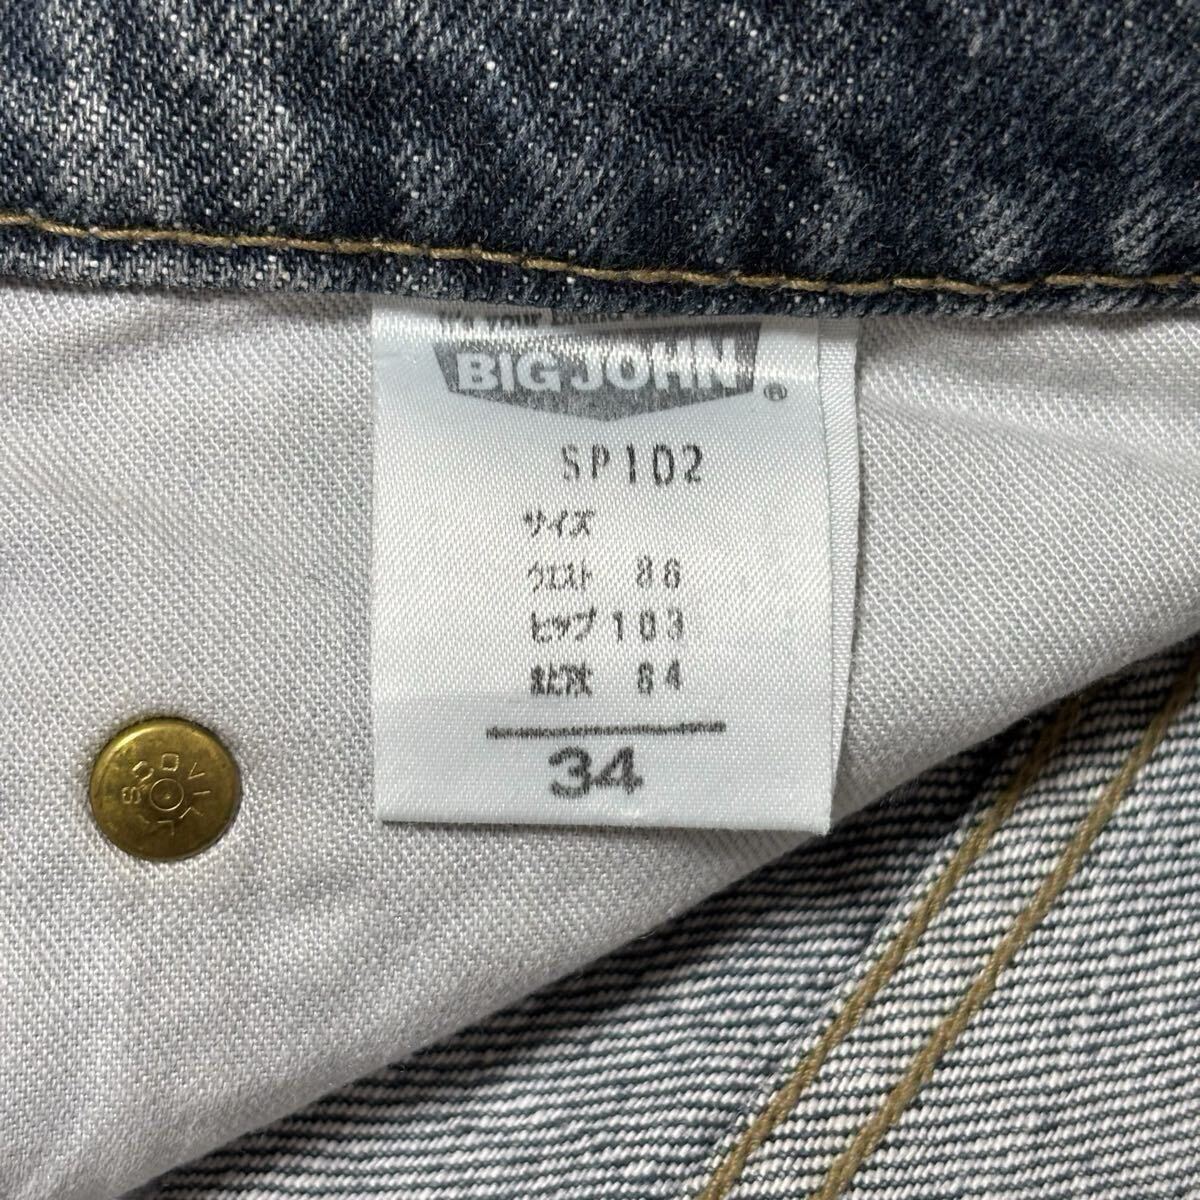 BIG JOHN ®
SP102
サイズ
ウエスト 86
ヒップ 103
股下丈 84
34